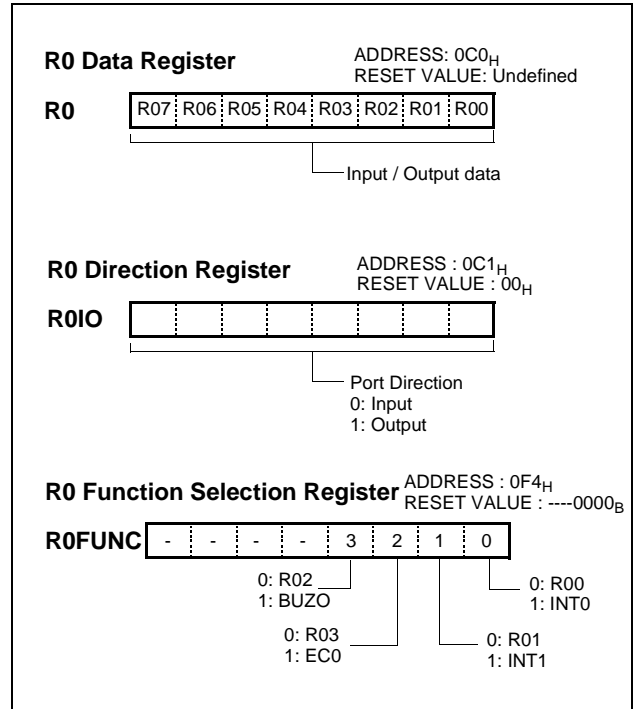 R0 Data Register
ADDRESS: 0C0H
RESET VALUE: Undefined
R0 R07 R06 R05 R04 R03 R02 R01 R00
Input / Output data
R0 Direction Register
ADDRESS : 0C1H
RESET VALUE : 00H
R0IO
Port Direction
0: Input
1: Output
R0 Function Selection Register
ADDRESS : 0F4H
RESET VALUE : ----0000B
R0FUNC - - - - 3 2 1 0
0: R02
1: BUZO
0: R00
1: INT0
0: R03
1: EC0
0: R01
1: INT1